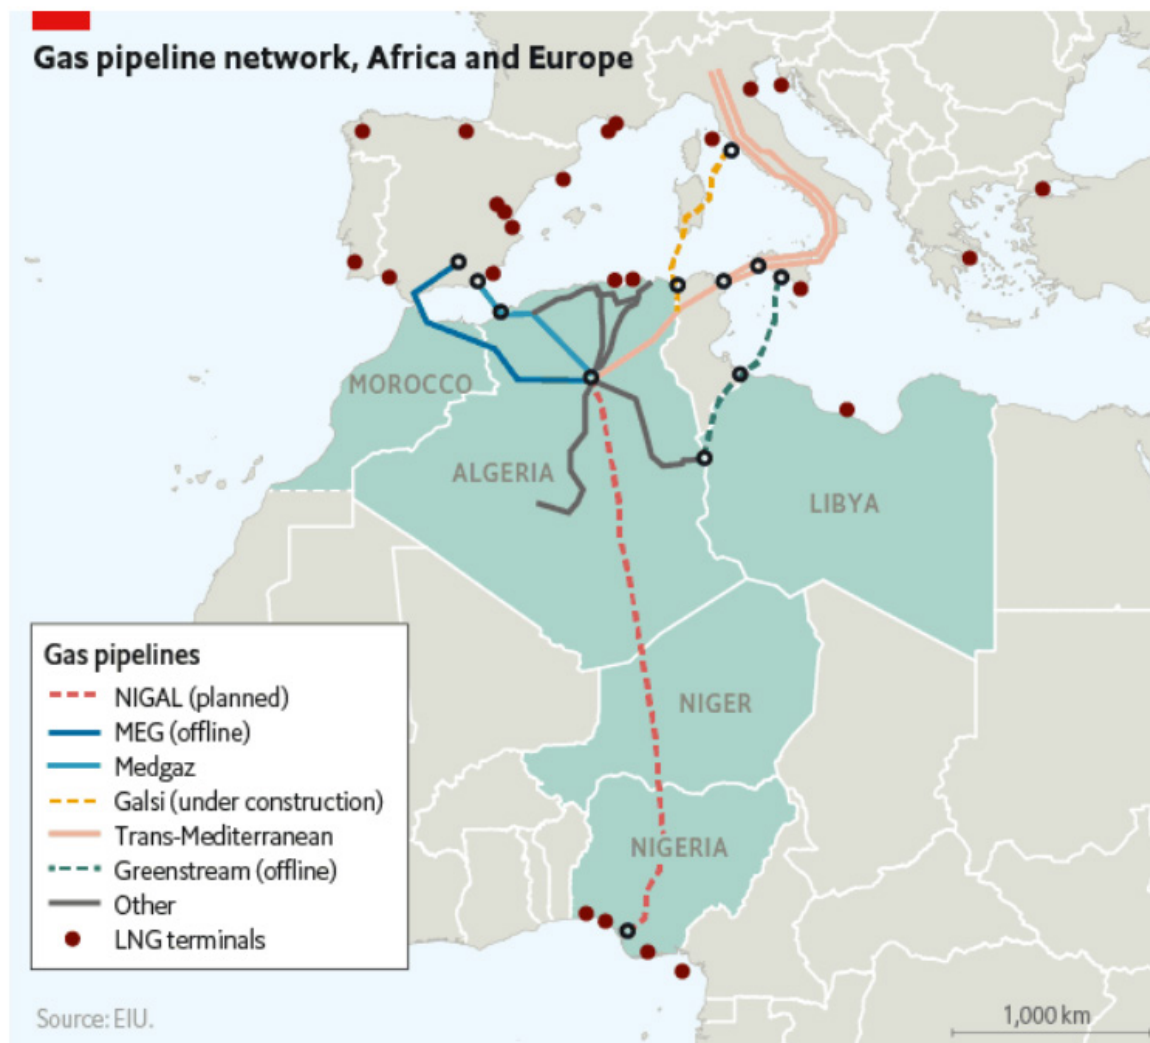 Gas pipeline network, Africa and Europe
MOROCCO
ALGERIA
LIBYA
NIGER
NIGERIA
Gas pipelines
NIGAL (planned)
MEG (offline)
Medgaz
Galsi (under construction)
Trans-Mediterranean
Greenstream (offline)
Other
LNG terminals
Source: EIU.
1,000 km